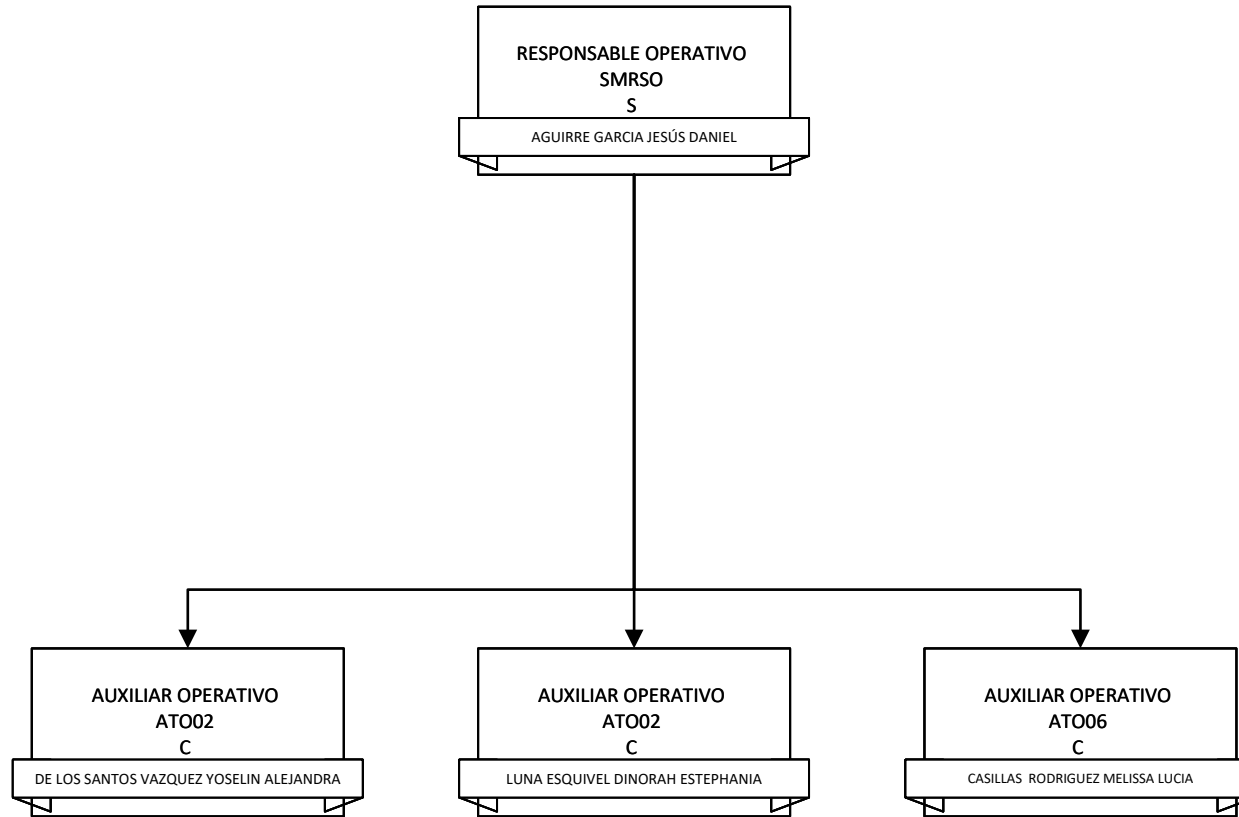 RESPONSABLE OPERATIVO
SMRSO
S
AGUIRRE GARCIA JESÚS DANIEL
AUXILIAR OPERATIVO
ATO02
C
DE LOS SANTOS VAZQUEZ YOSELIN ALEJANDRA
AUXILIAR OPERATIVO
ATO02
C
LUNA ESQUIVEL DINORAH ESTEPHANIA
AUXILIAR OPERATIVO
ATO06
C
CASILLAS  RODRIGUEZ MELISSA LUCIA